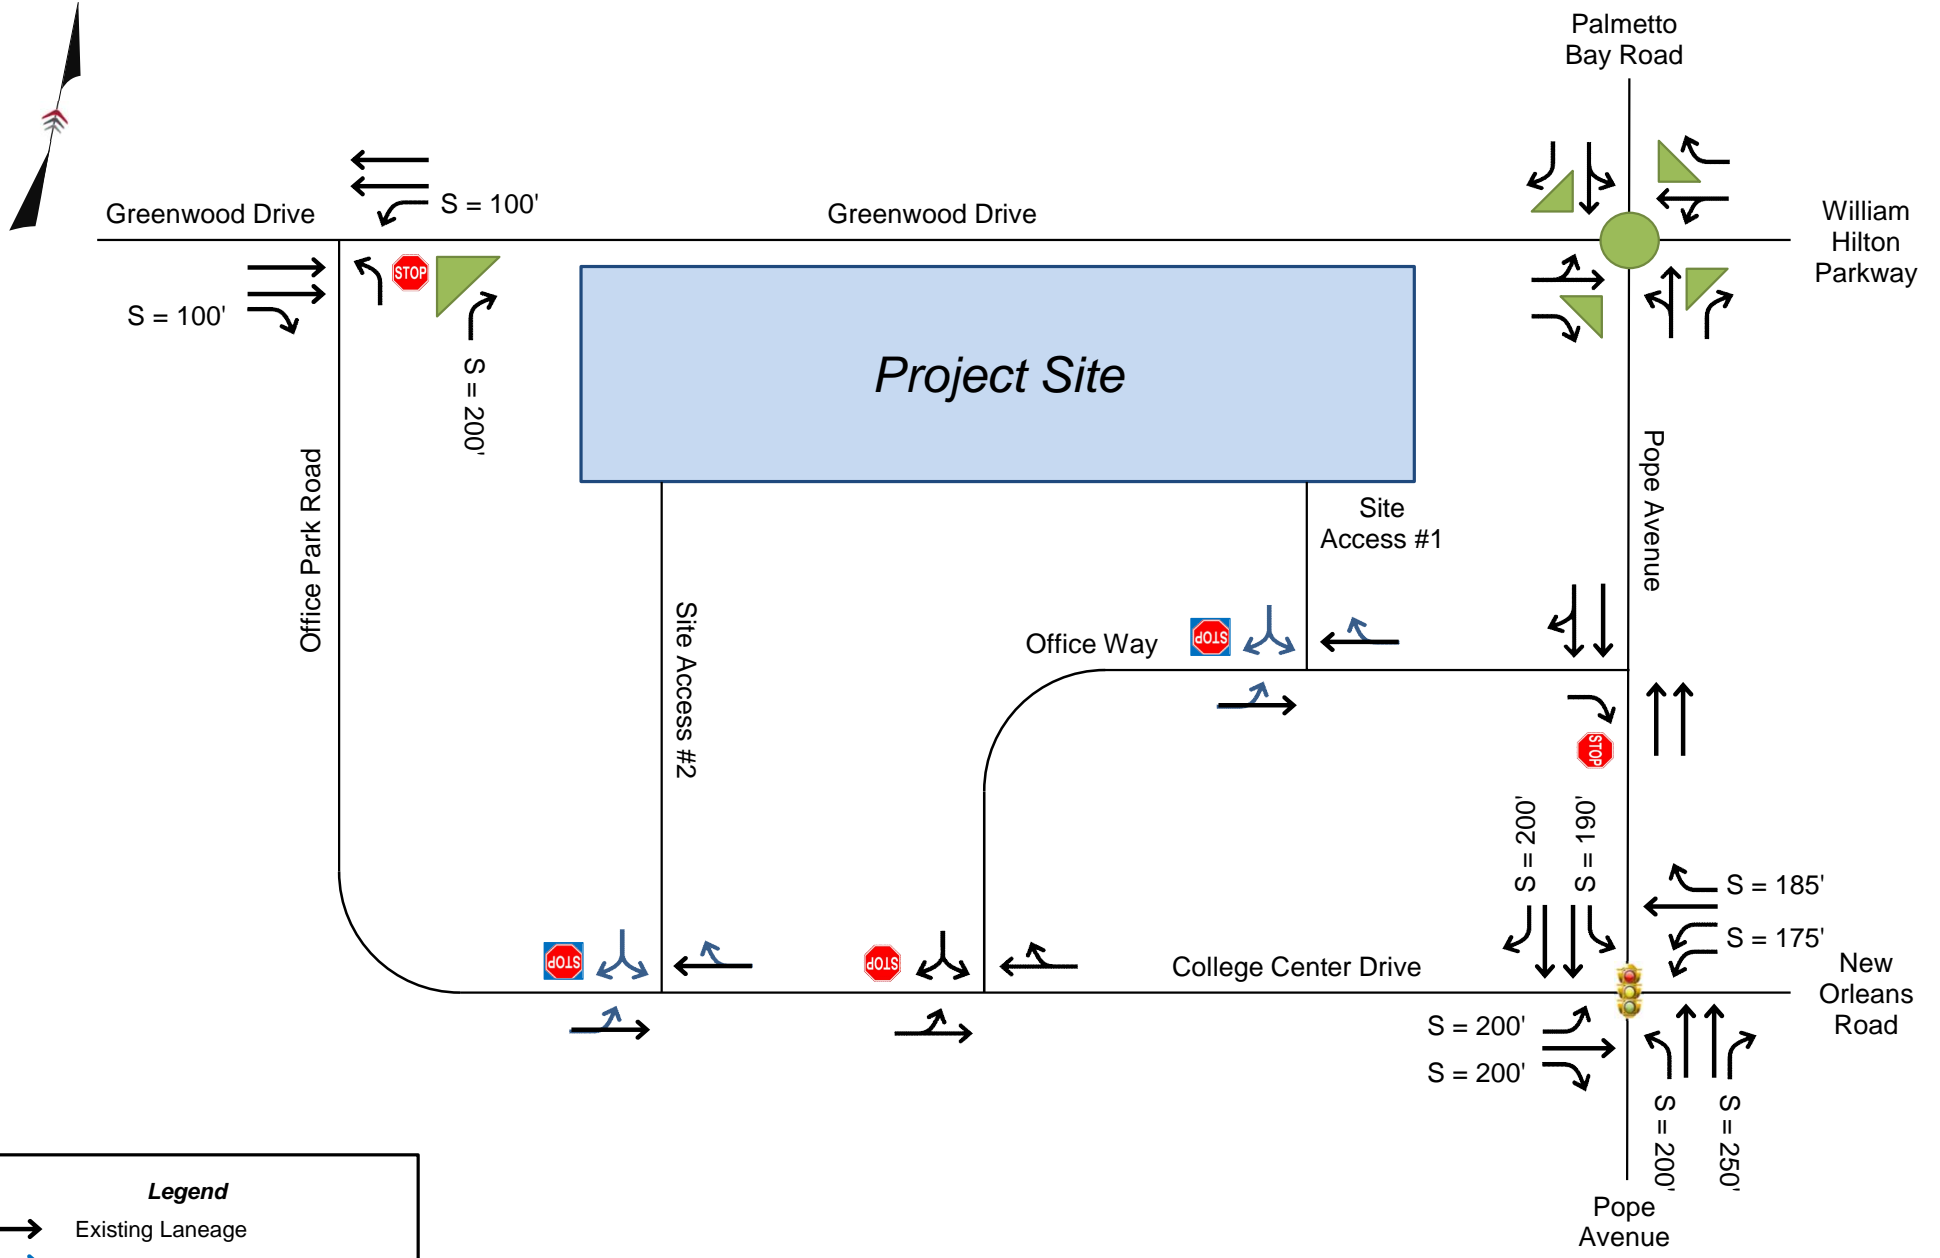 Palmetto
Bay Road
S = 100'
Greenwood Drive
Greenwood Drive
William
Hilton
Parkway
STOP
S = 100'
S = 200'
Project Site
Office Park Road
Pope Avenue
Site
Access #1
Site Access #2
STOP
Office Way
STOP
S = 200'
S = 190'
S = 185'
S = 175'
STOP
STOP
College Center Drive
New
Orleans
Road
S = 200'
S = 200'
S = 200'
S = 250'
Pope
Avenue
Legend
Existing Laneage